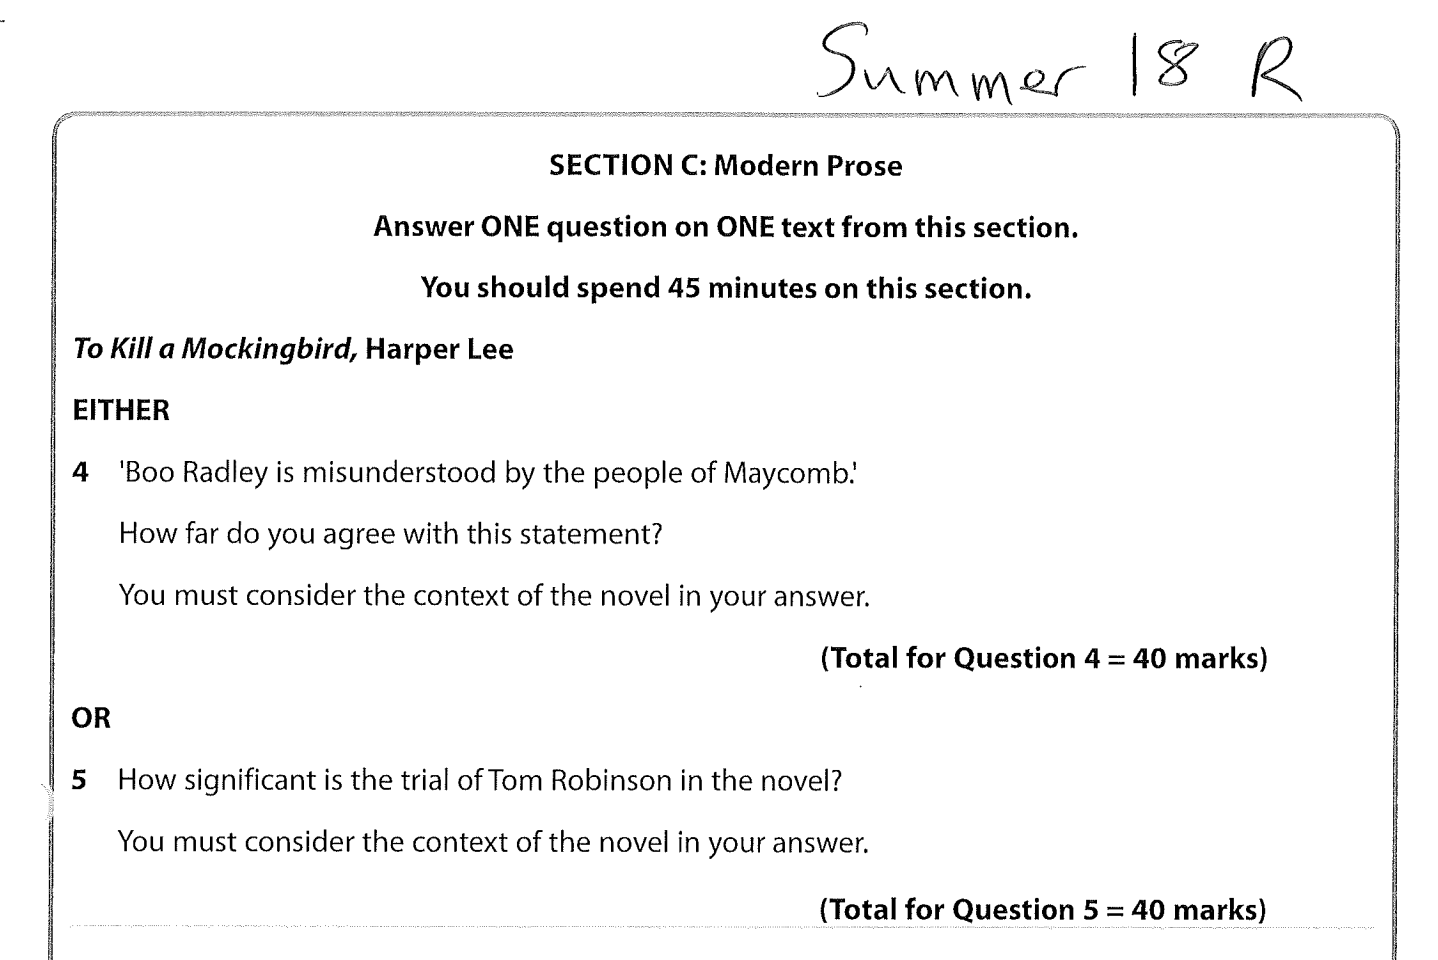 Summer 18 R
SECTION C: Modern Prose
Answer ONE question on ONE text from this section.
You should spend 45 minutes on this section.
To Kill a Mockingbird, Harper Lee
EITHER
4 'Boo Radley is misunderstood by the people of Maycomb.'
How far do you agree with this statement?
You must consider the context of the novel in your answer.
(Total for Question 4 = 40 marks)
OR
5 How significant is the trial of Tom Robinson in the novel?
You must consider the context of the novel in your answer.
(Total for Question 5 = 40 marks)